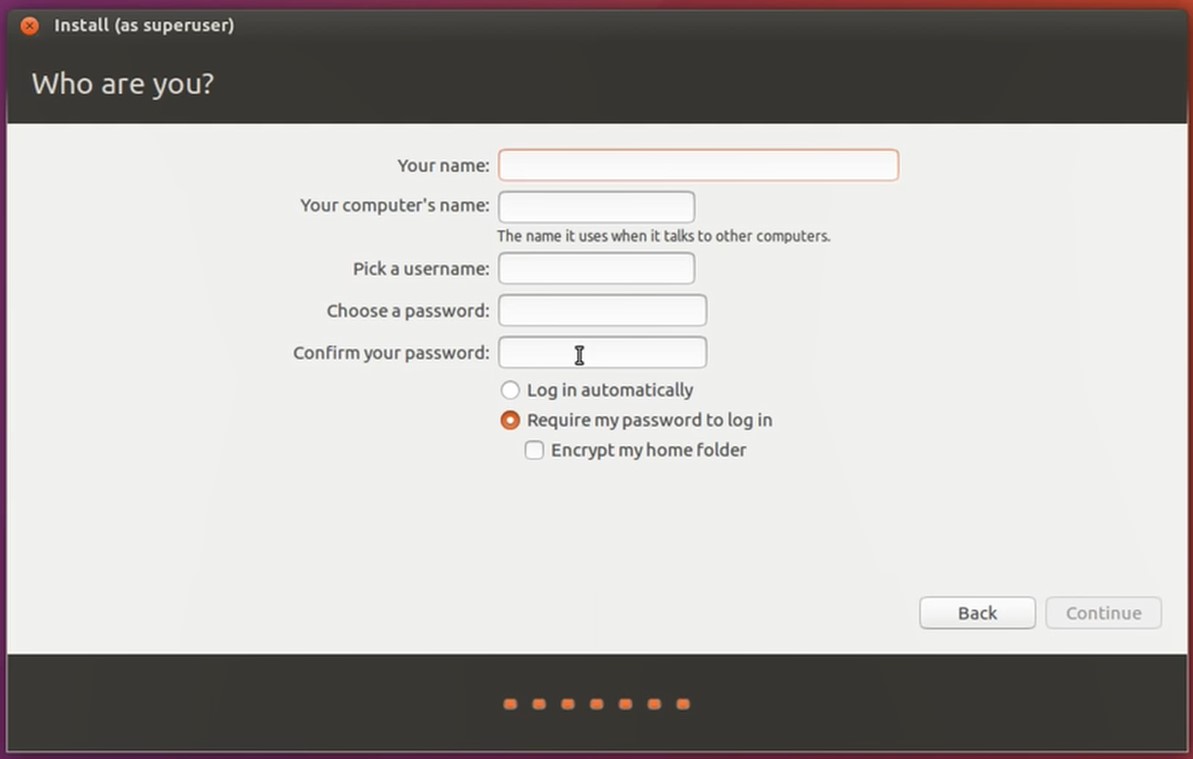 Install (as superuser)
Who are you?
Your name:
Your computer's name:
The name it uses when it talks to other computers.
Pick a username:
Choose a password:
Confirm your password:
Log in automatically
Require my password to log in
Encrypt my home folder
Back Continue